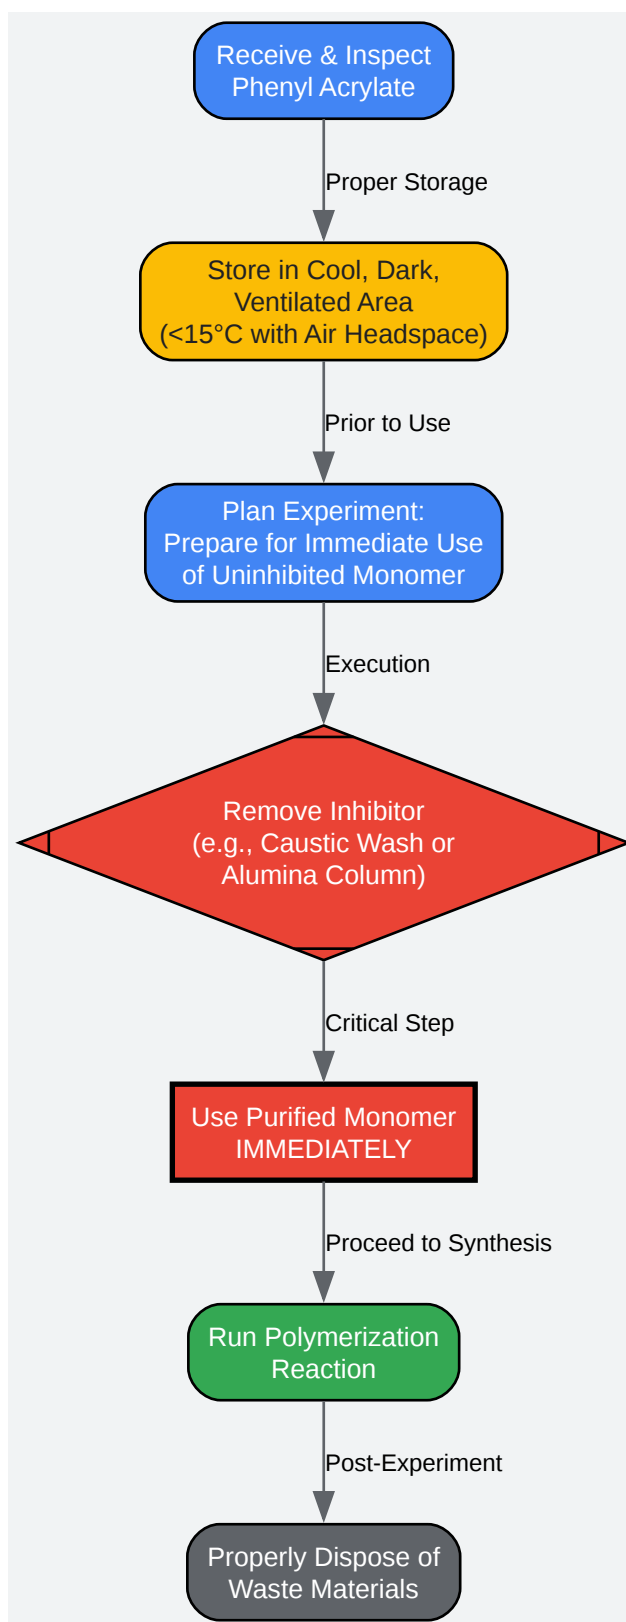 Receive & Inspect
Phenyl Acrylate
Proper Storage
Store in Cool, Dark,
Ventilated Area
(<15°C with Air Headspace)
Prior to Use
Plan Experiment:
Prepare for Immediate Use
of Uninhibited Monomer
Execution
Remove Inhibitor
(e.g., Caustic Wash or
Alumina Column)
Critical Step
Use Purified Monomer
IMMEDIATELY
Proceed to Synthesis
Run Polymerization
Reaction
Post-Experiment
Properly Dispose of
Waste Materials